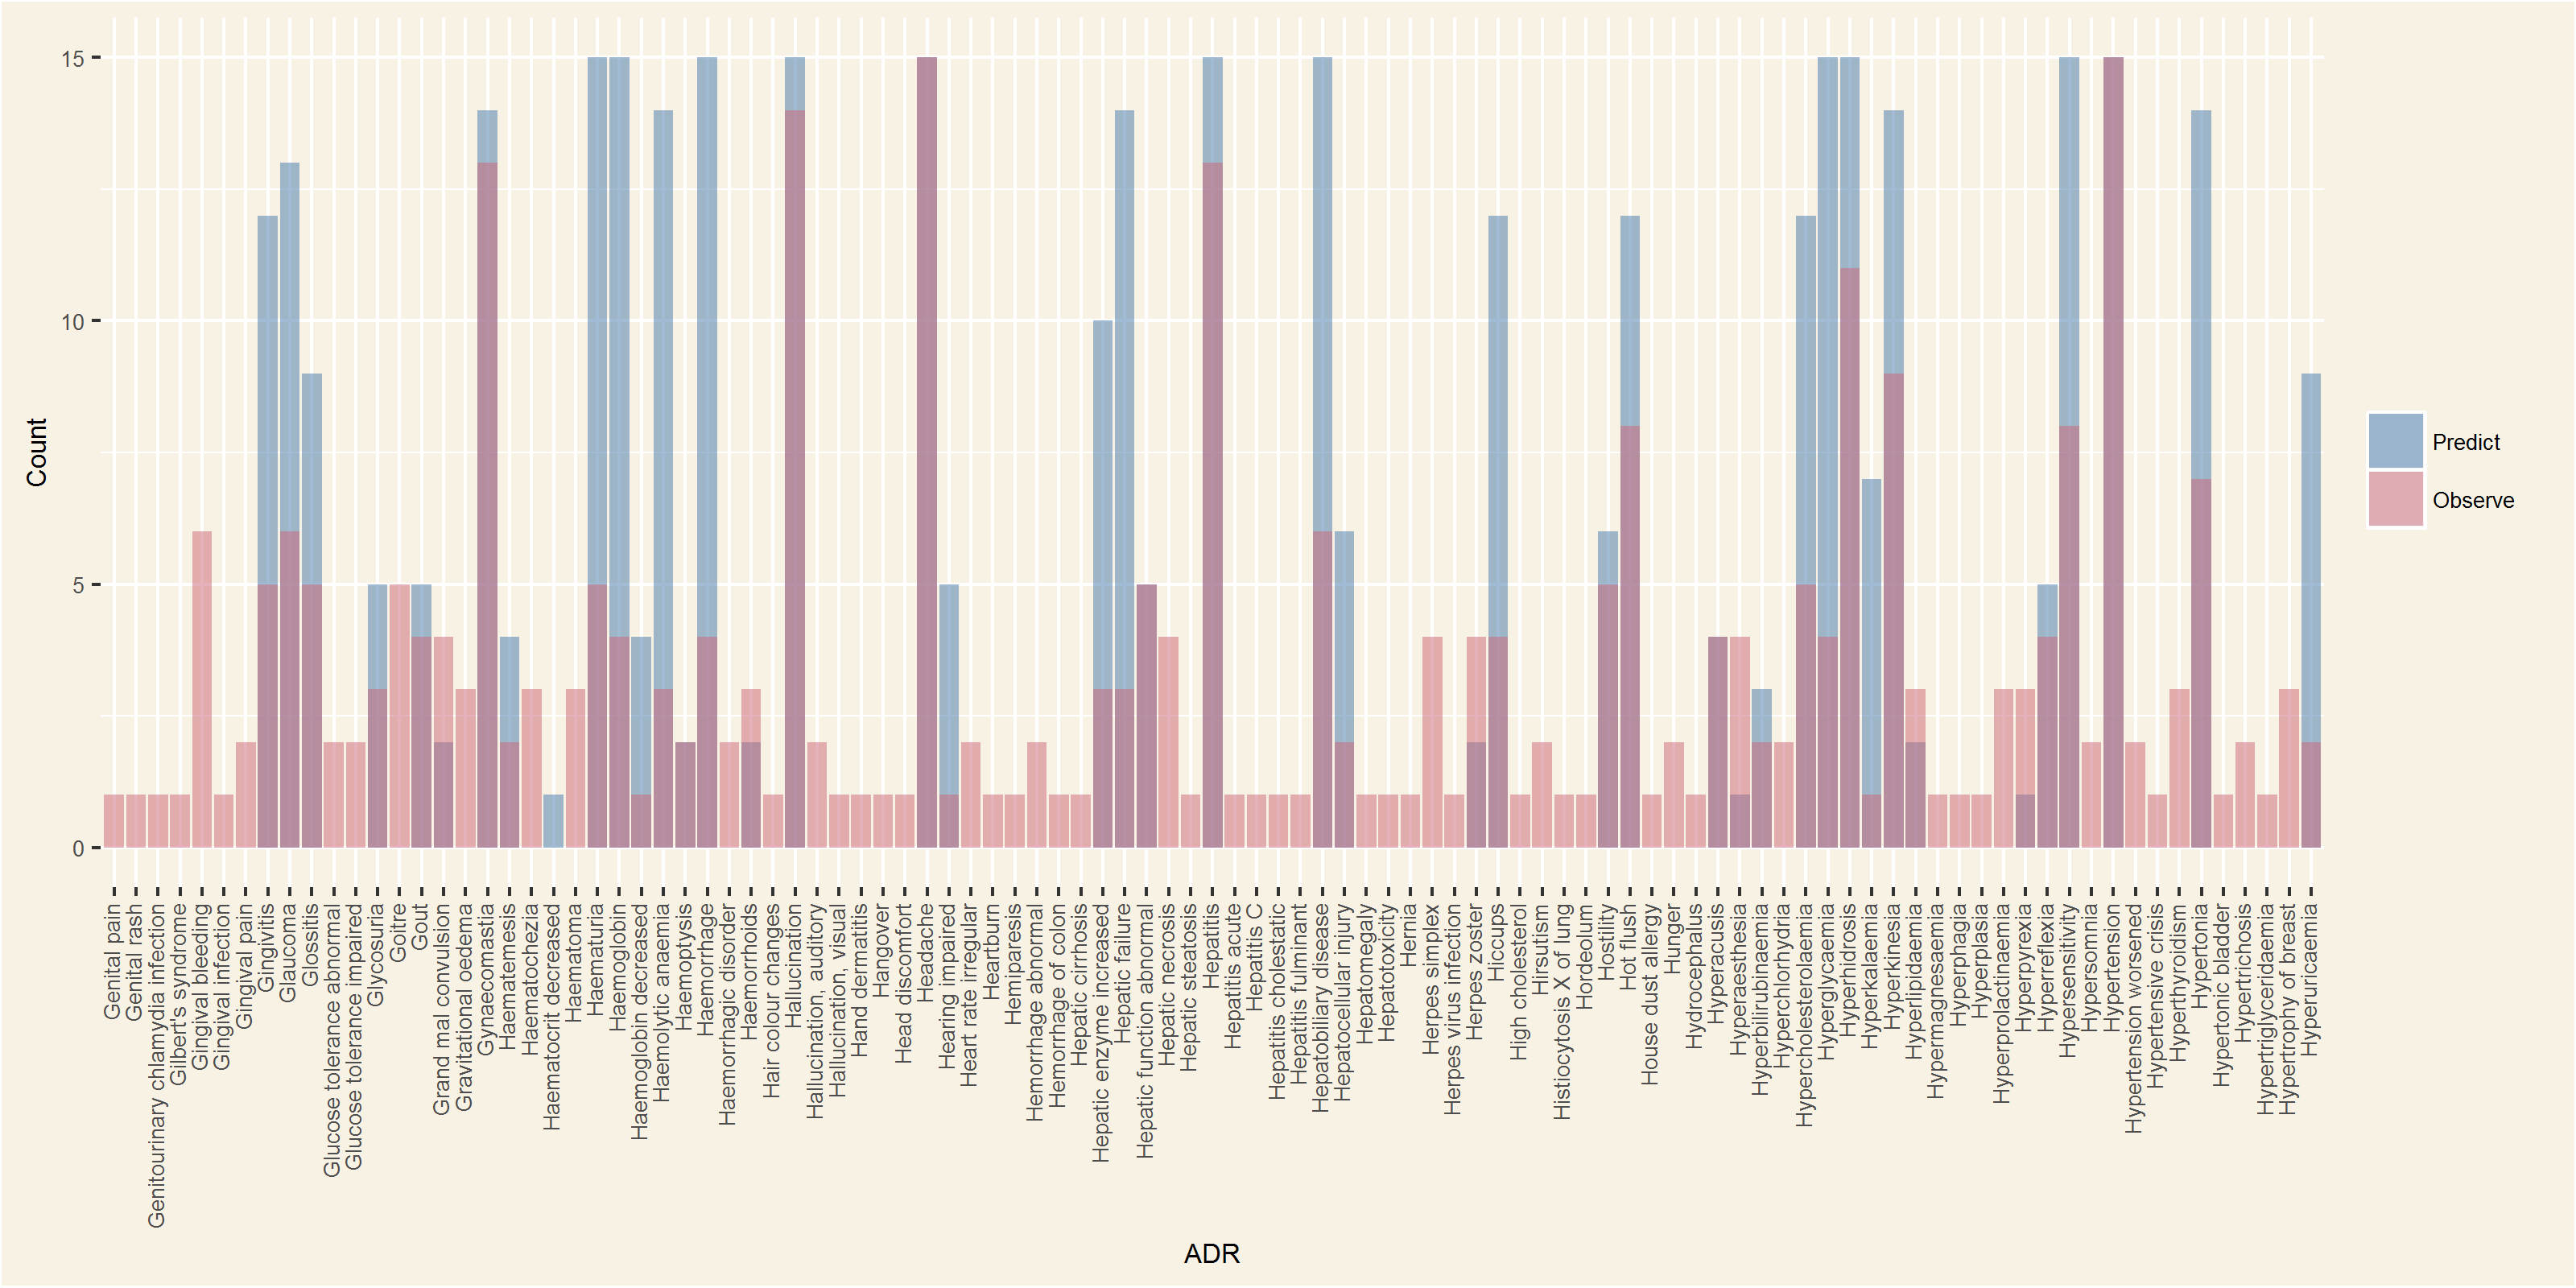 15
10
5
0
Count
Genital pain
Genital rash
Genitourinary chlamydia infection
Gilbert's syndrome
Gingival bleeding
Gingival infection
Gingival pain
Gingivitis
Glaucoma
Glossitis
Glucose tolerance abnormal
Glucose tolerance impaired
Glycosuria
Goitre
Gout
Grand mal convulsion
Gravitational oedema
Gynaecomastia
Haematemesis
Haematochezia
Haematocrit decreased
Haematoma
Haematuria
Haemoglobin
Haemoglobin decreased
Haemolytic anaemia
Haemoptysis
Haemorrhage
Haemorrhagic disorder
Haemorrhoids
Hair colour changes
Hallucination
Hallucination, auditory
Hallucination, visual
Hand dermatitis
Hangover
Head discomfort
Headache
Hearing impaired
Heart rate irregular
Heartburn
Hemiparesis
Hemorrhage abnormal
Hemorrhage of colon
Hepatic cirrhosis
Hepatic enzyme increased
Hepatic failure
Hepatic function abnormal
Hepatic necrosis
Hepatic steatosis
Hepatitis
Hepatitis acute
Hepatitis C
Hepatitis cholestatic
Hepatitis fulminant
Hepatobiliary disease
Hepatocellular injury
Hepatomegaly
Hepatotoxicity
Hernia
Herpes simplex
Herpes virus infection
Herpes zoster
Hiccups
High cholesterol
Hirsutism
Histiocytosis X of lung
Hordeolum
Hostility
Hot flush
House dust allergy
Hunger
Hydrocephalus
Hyperacusis
Hyperaesthesia
Hyperbilirubinaemia
Hyperchlorhydria
Hypercholesterolaemia
Hyperglycaemia
Hyperhidrosis
Hyperkalaemia
Hyperkinesia
Hyperlipidaemia
Hypermagnesaemia
Hyperphagia
Hyperplasia
Hyperprolactinaemia
Hyperpyrexia
Hyperreflexia
Hypersensitivity
Hypersomnia
Hypertension
Hypertension worsened
Hypertensive crisis
Hyperthyroidism
Hypertonia
Hypertonic bladder
Hypertrichosis
Hypertriglyceridaemia
Hypertrophy of breast
Hyperuricaemia
ADR
Predict
Observe